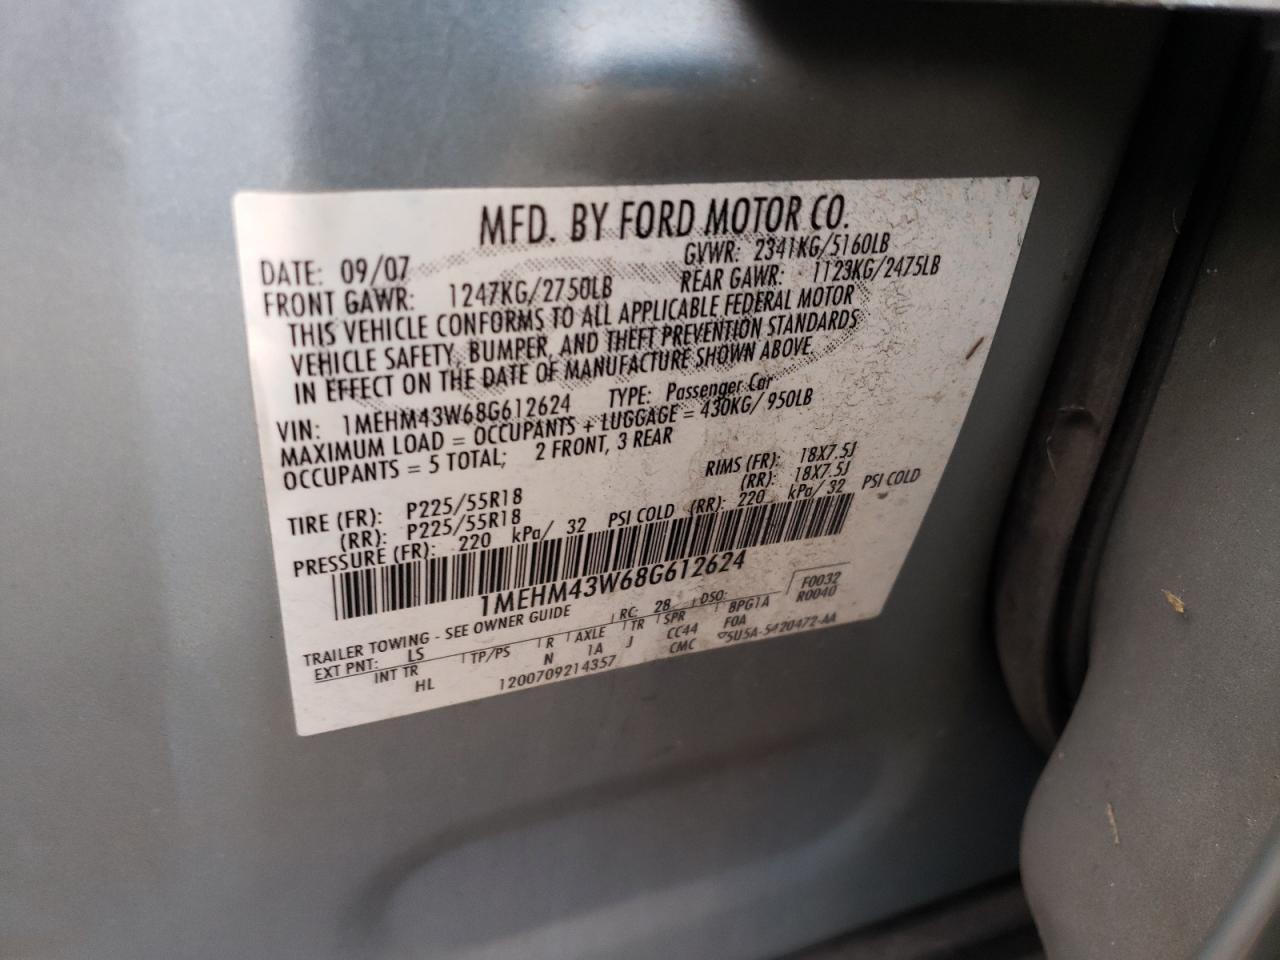 MFD. BY FORD MOTOR CO.
DATE: 09/07 GVWR: 2341KG/5160LB
FRONT GAWR: 1247KG/2750LB REAR GAWR: 1123KG/2475LB
THIS VEHICLE CONFORMS TO ALL APPLICABLE FEDERAL MOTOR
VEHICLE SAFETY, BUMPER, AND THEFT PREVENTION STANDARDS
IN EFFECT ON THE DATE OF MANUFACTURE SHOWN ABOVE.
VIN: 1MEHM43W68G612624 TYPE: Passenger Car
MAXIMUM LOAD = OCCUPANTS + LUGGAGE = 430KG/ 950LB
OCCUPANTS = 5 TOTAL; 2 FRONT, 3 REAR
TIRE (FR): P225/55R18 RIMS (FR): 18X7.5J
(RR): P225/55R18 (RR): 18X7.5J
PRESSURE (FR): 220 kPa/ 32 PSI COLD (RR): 220 kPa/ 32 PSI COLD
1MEHM43W68G612624
TRAILER TOWING - SEE OWNER GUIDE
F0032
EXT PNT: LS RC: 28 DSO: R0040
INT TR TP/PS R AXLE TR SPR BPG1A
HL N 1A J CC44 FOA
1200709214357 CMC 5U5A-5420472-AA